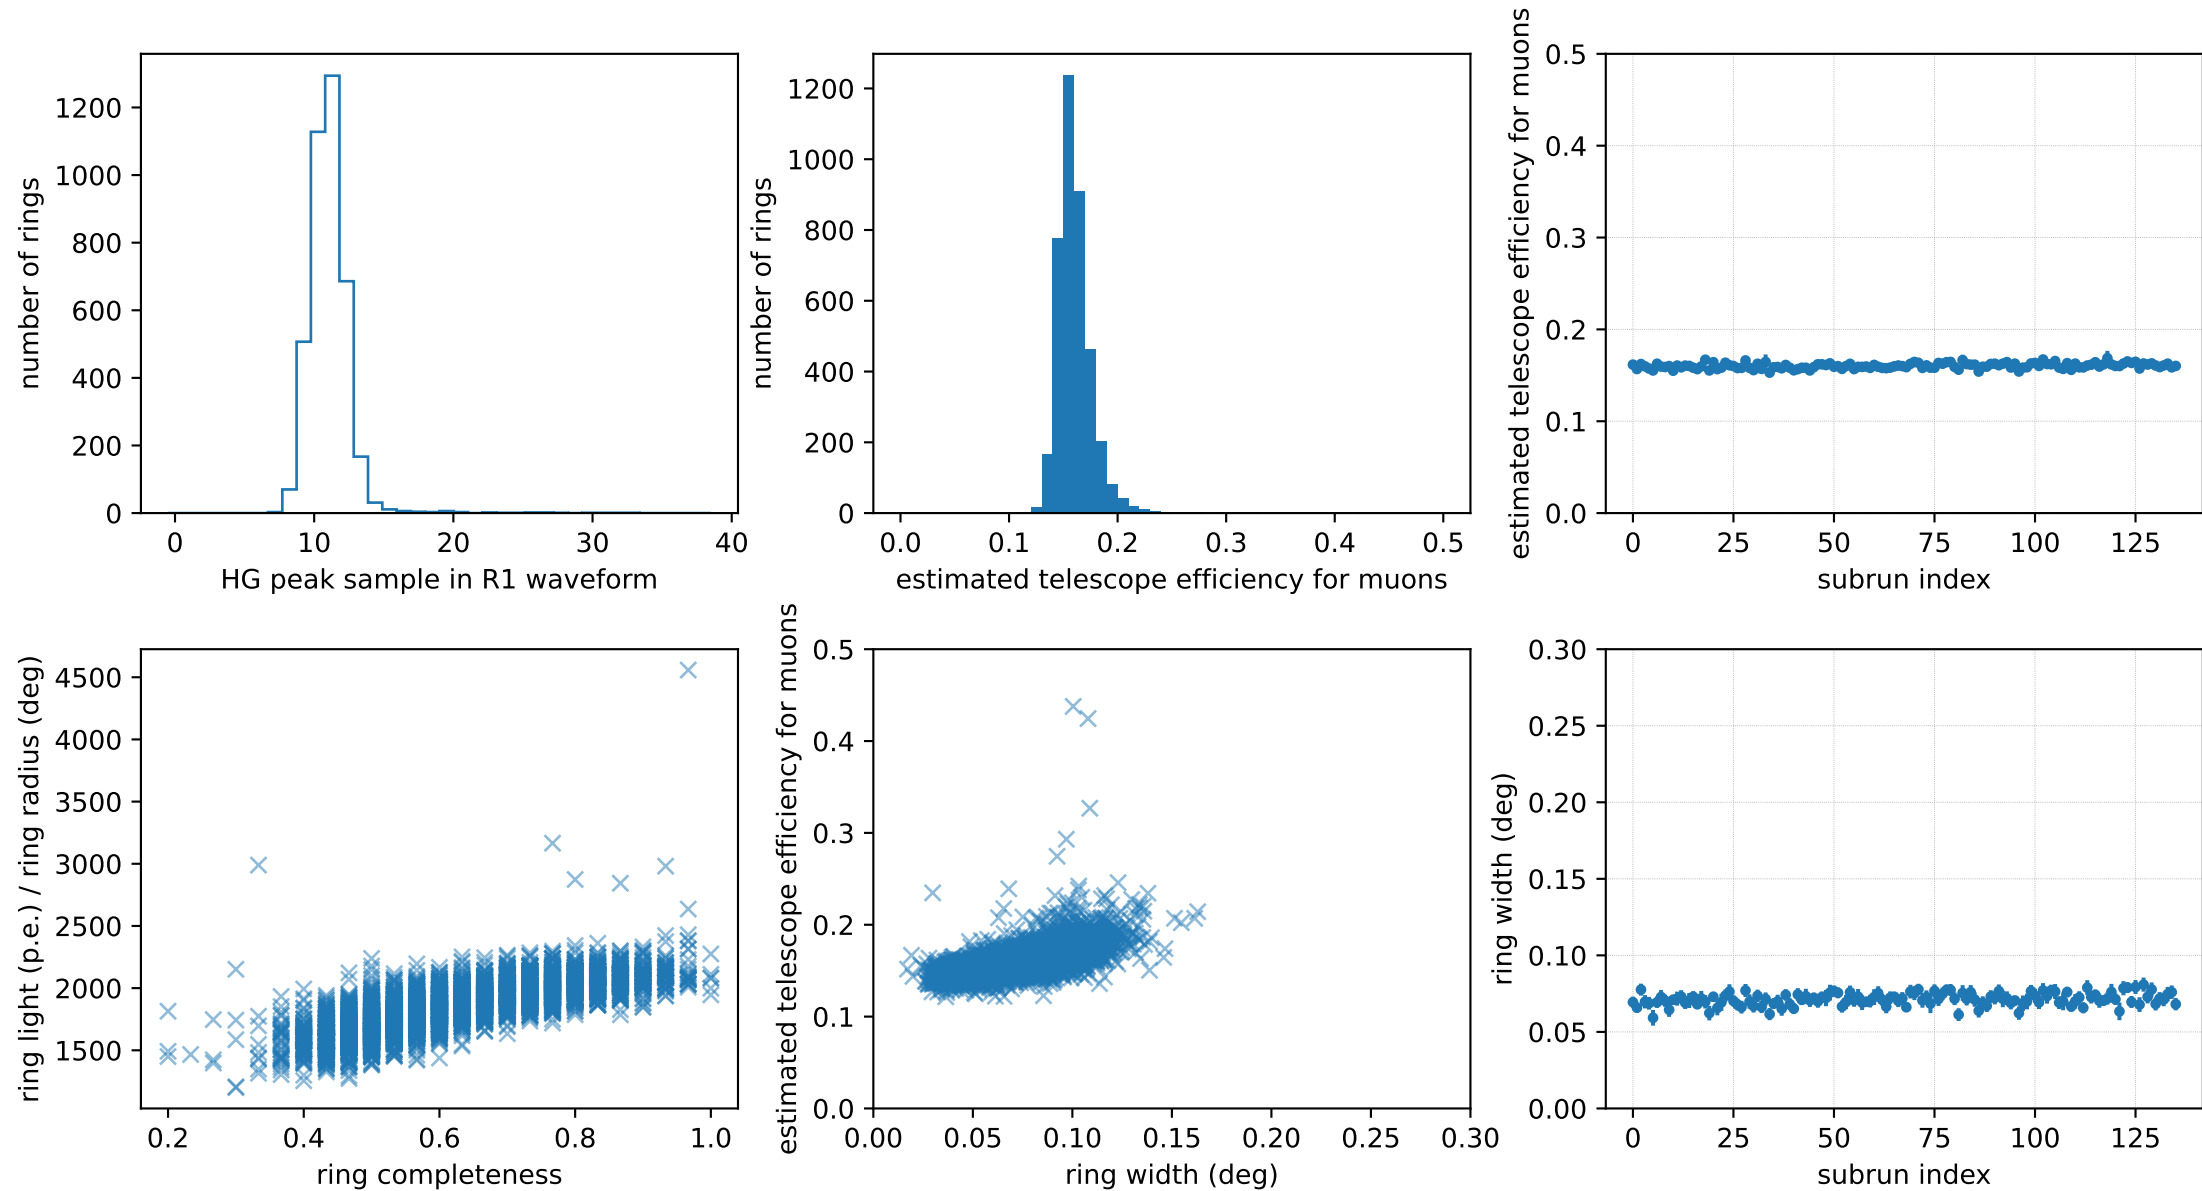 number of rings
1200
1000
800
600
400
200
0
0 10 20 30 40
HG peak sample in R1 waveform
number of rings
1200
1000
800
600
400
200
0
0.0 0.1 0.2 0.3 0.4 0.5
estimated telescope efficiency for muons
estimated telescope efficiency for muons
0.5
0.4
0.3
0.2
0.1
0.0
0 25 50 75 100 125
subrun index
ring light (p.e.) / ring radius (deg)
4500
4000
3500
3000
2500
2000
1500
0.2 0.4 0.6 0.8 1.0
ring completeness
estimated telescope efficiency for muons
0.5
0.4
0.3
0.2
0.1
0.0
0.00 0.05 0.10 0.15 0.20 0.25 0.30
ring width (deg)
ring width (deg)
0.30
0.25
0.20
0.15
0.10
0.05
0.00
0 25 50 75 100 125
subrun index